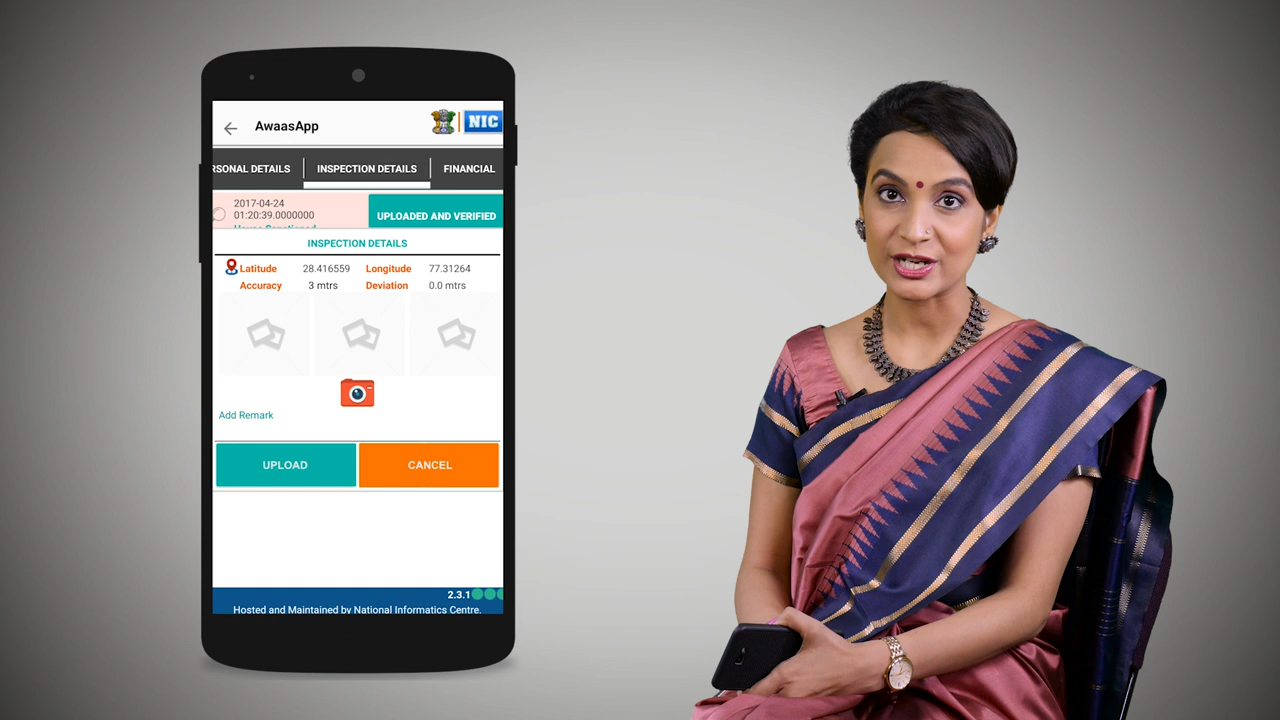 AwaasApp
NIC
RSONAL DETAILS
INSPECTION DETAILS
FINANCIAL
2017-04-24
01:20:39.0000000
House Sanctioned
UPLOADED AND VERIFIED
INSPECTION DETAILS
Latitude 28.416559 Longitude 77.31264
Accuracy 3 mtrs Deviation 0.0 mtrs
Add Remark
UPLOAD
CANCEL
2.3.1
Hosted and Maintained by National Informatics Centre.